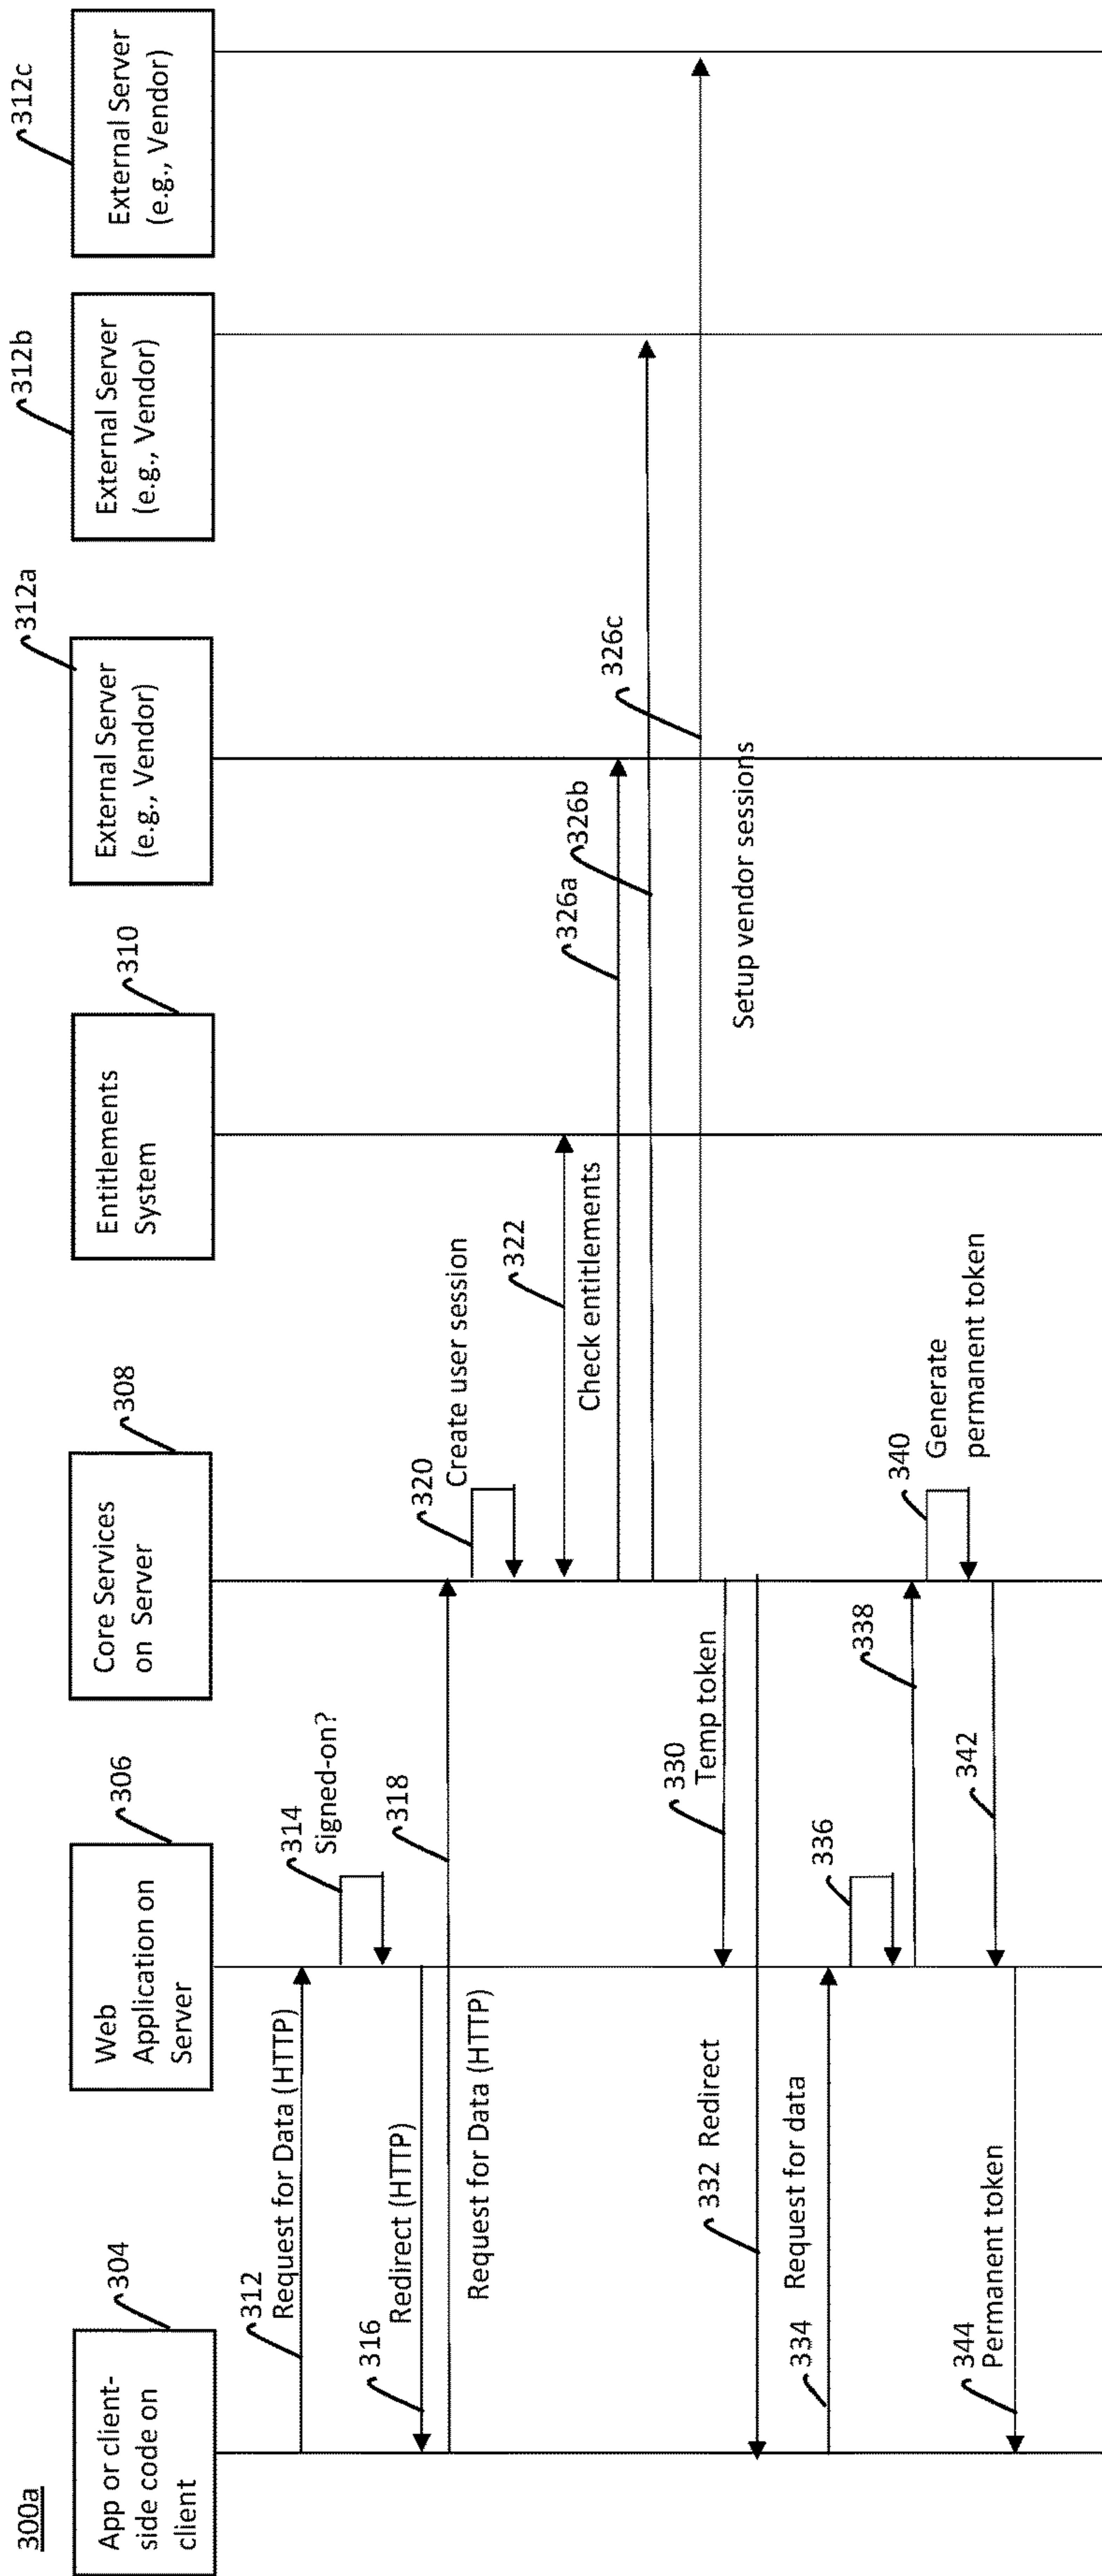 300a
304
App or client-
side code on
client
306
Web
Application on
Server
308
Core Services
on Server
310
Entitlements
System
312a
External Server
(e.g., Vendor)
312b
External Server
(e.g., Vendor)
312c
External Server
(e.g., Vendor)
312
Request for Data (HTTP)
314
Signed-on?
316
Redirect (HTTP)
318
Request for Data (HTTP)
320
Create user session
322
Check entitlements
326a
326b
326c
Setup vendor sessions
330
Temp token
332 Redirect
334
Request for data
336
338
340
Generate
permanent token
342
344
Permanent token